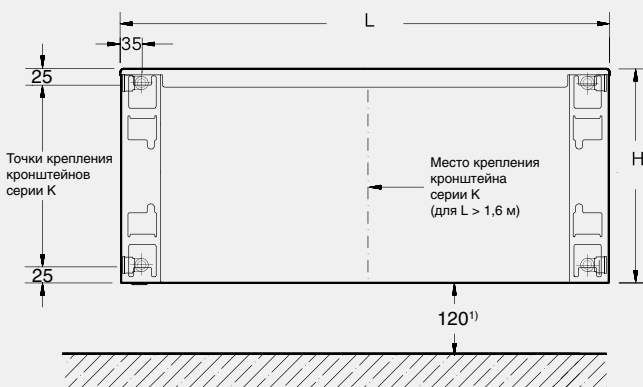 L
35
25
Точки крепления
кронштейнов
серии К
Место крепления
кронштейна
серии К
(для L > 1,6 м)
H
25
120¹⁾